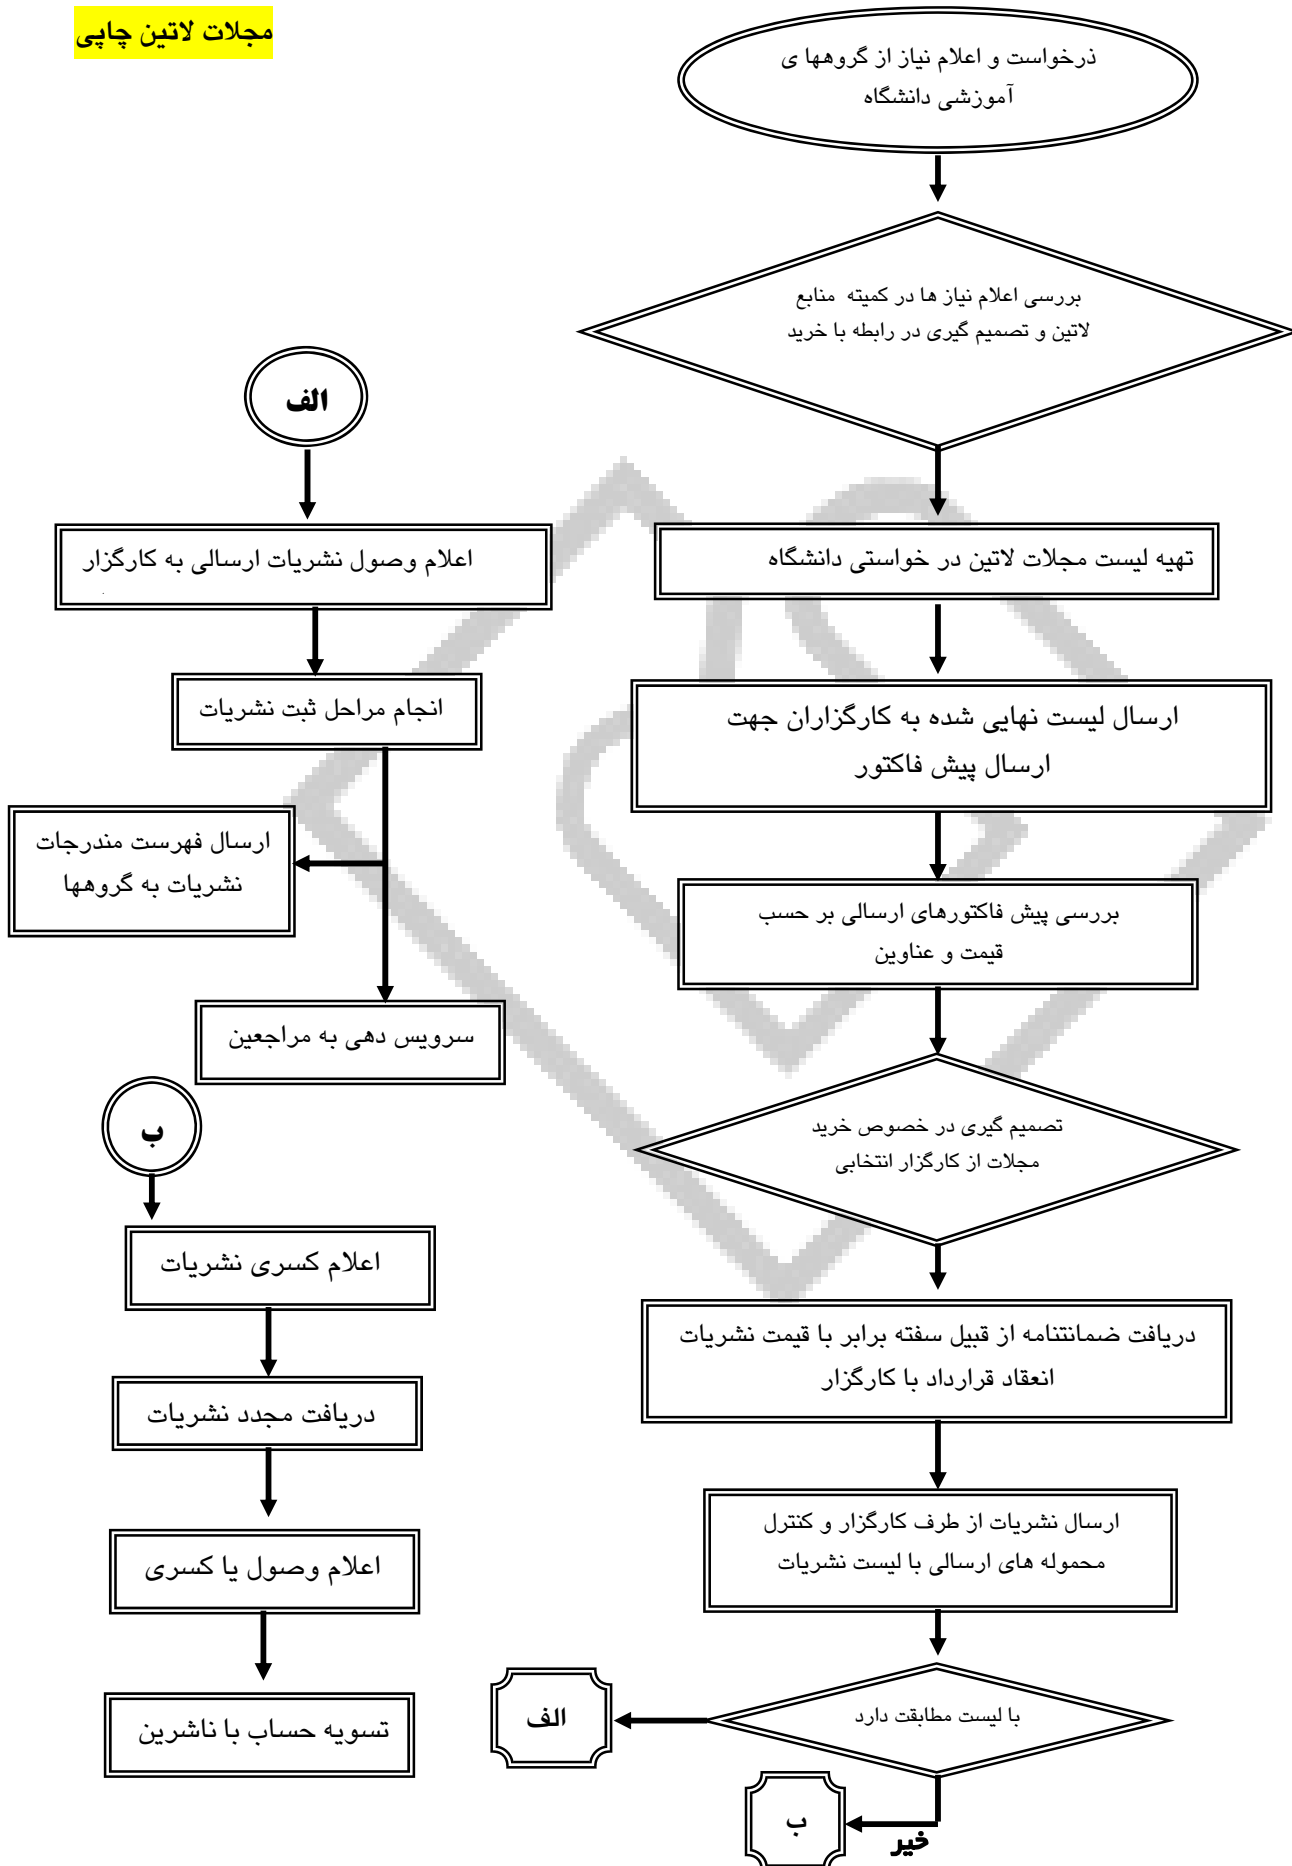 مجلات لاتین چاپی
ذرخواست و اعلام نیاز از گروهها ی
آموزشی دانشگاه
بررسی اعلام نیاز ها در کمیته منابع
لاتین و تصمیم گیری در رابطه با خرید
تهیه لیست مجلات لاتین در خواستی دانشگاه
ارسال لیست نهایی شده به کارگزاران جهت
ارسال پیش فاکتور
بررسی پیش فاکتورهای ارسالی بر حسب
قیمت و عناوین
تصمیم گیری در خصوص خرید
مجلات از کارگزار انتخابی
دریافت ضمانتنامه از قبیل سفته برابر با قیمت نشریات
انعقاد قرارداد با کارگزار
ارسال نشریات از طرف کارگزار و کنترل
محموله های ارسالی با لیست نشریات
با لیست مطابقت دارد
الف
ب
خیر
الف
اعلام وصول نشریات ارسالی به کارگزار
انجام مراحل ثبت نشریات
ارسال فهرست مندرجات
نشریات به گروهها
سرویس دهی به مراجعین
ب
اعلام کسری نشریات
دریافت مجدد نشریات
اعلام وصول یا کسری
تسویه حساب با ناشرین